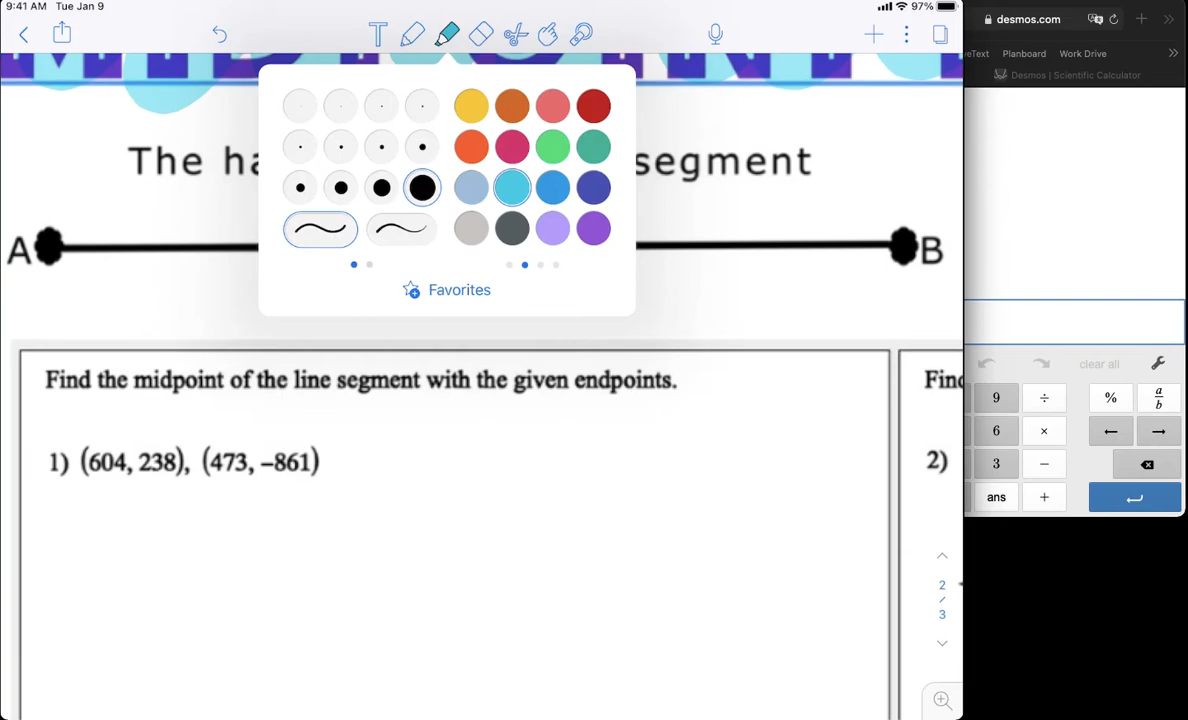 9:41 AM Tue Jan 9
97%
desmos.com
Text Planboard Work Drive
Desmos | Scientific Calculator
The ha segment
A B
Favorites
Find the midpoint of the line segment with the given endpoints.
1) (604, 238), (473, −861)
Find
2)
clear all
9 ÷ % a/b
6 × ← →
3 −
ans +
2
/
3